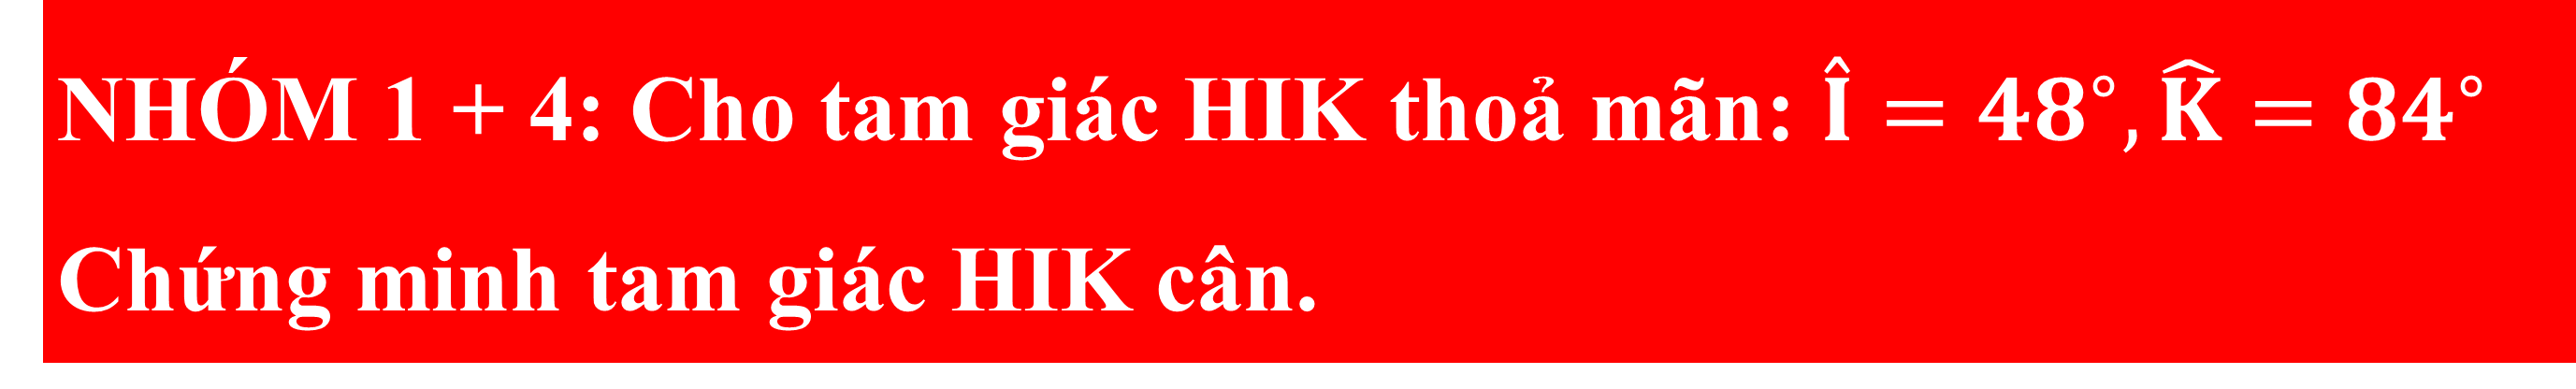 NHÓM 1 + 4: Cho tam giác HIK thoả mãn: Î = 48°, K̂ = 84°
Chứng minh tam giác HIK cân.